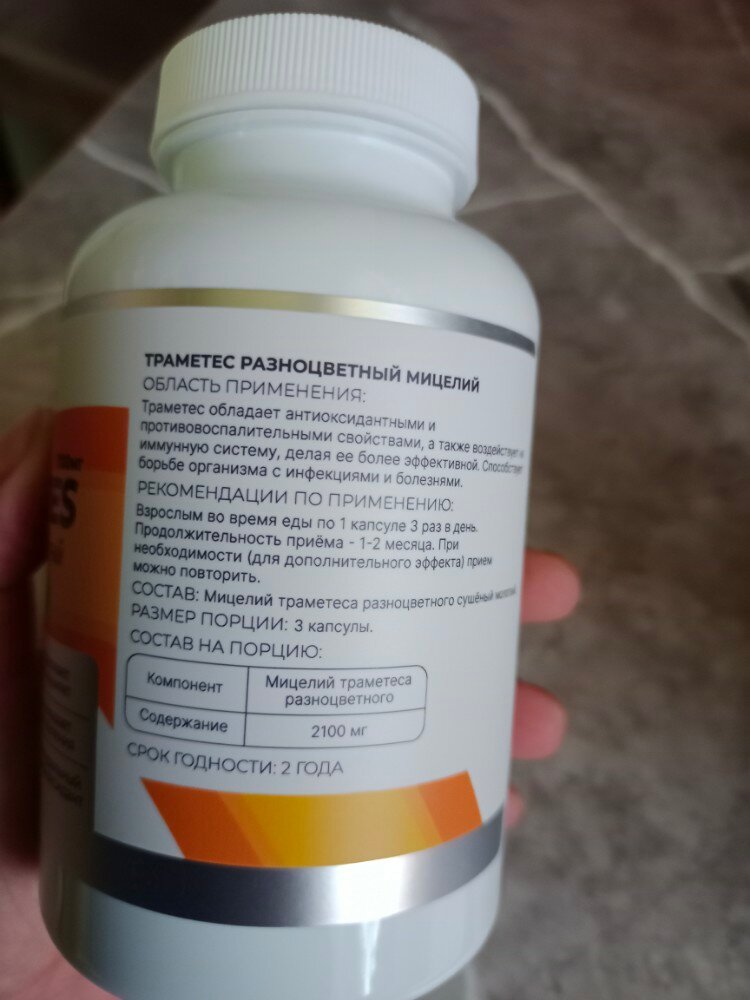 ТРАМЕТЕС РАЗНОЦВЕТНЫЙ МИЦЕЛИЙ
ОБЛАСТЬ ПРИМЕНЕНИЯ:
Траметес обладает антиоксидантными и
противовоспалительными свойствами, а также воздействует
иммунную систему, делая ее более эффективной. Способствует
борьбе организма с инфекциями и болезнями.
РЕКОМЕНДАЦИИ ПО ПРИМЕНЕНИЮ:
Взрослым во время еды по 1 капсуле 3 раз в день.
Продолжительность приёма - 1-2 месяца. При
необходимости (для дополнительного эффекта) прием
можно повторить.
СОСТАВ: Мицелий траметеса разноцветного сушёный молотый.
РАЗМЕР ПОРЦИИ: 3 капсулы.
СОСТАВ НА ПОРЦИЮ:
Компонент Мицелий траметеса
разноцветного
Содержание 2100 мг
СРОК ГОДНОСТИ: 2 ГОДА
ES